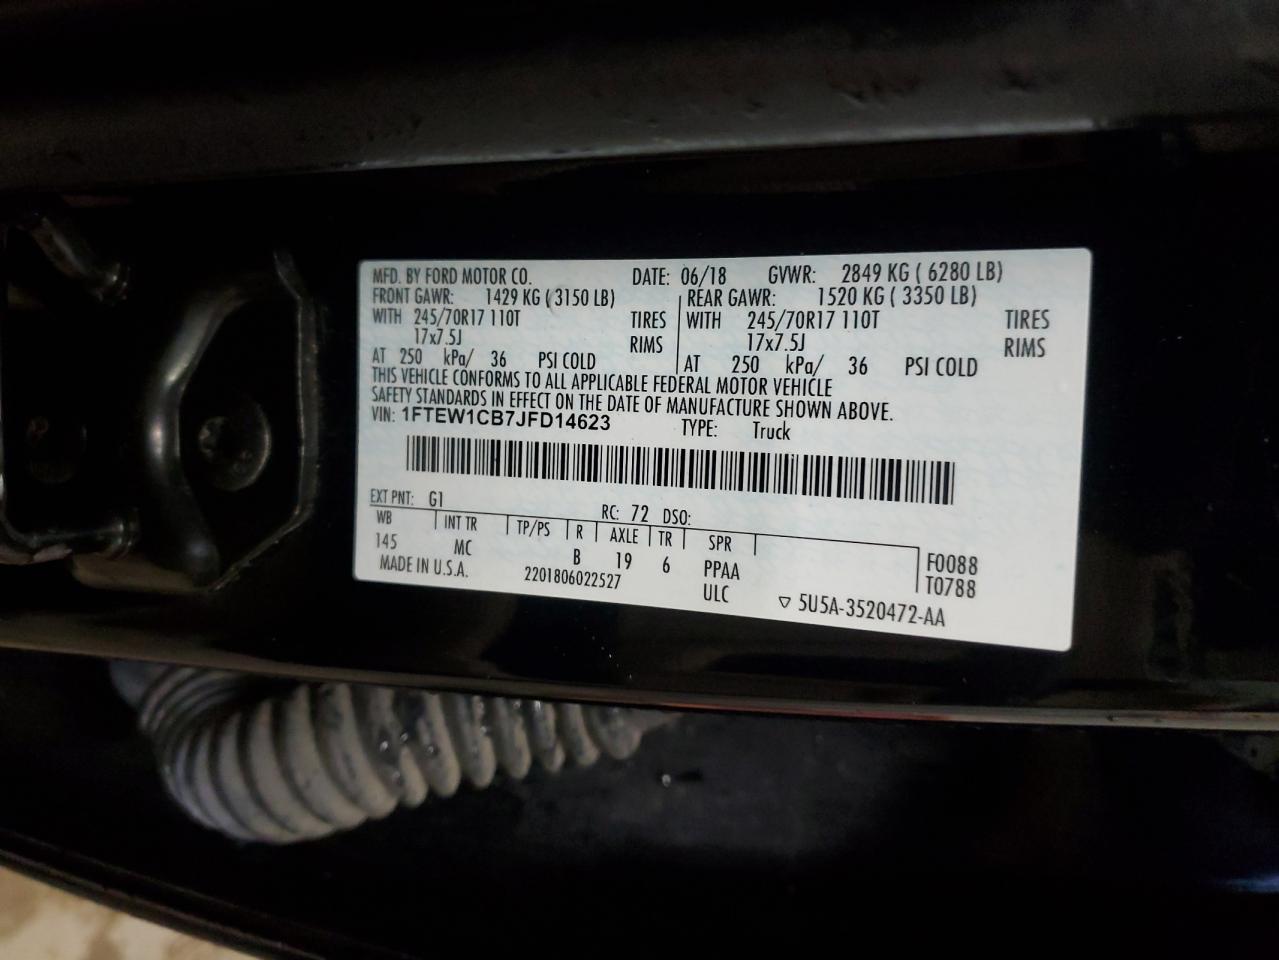 MFD. BY FORD MOTOR CO. DATE: 06/18 GVWR: 2849 KG ( 6280 LB)
FRONT GAWR: 1429 KG ( 3150 LB) REAR GAWR: 1520 KG ( 3350 LB)
WITH 245/70R17 110T TIRES WITH 245/70R17 110T TIRES
17x7.5J RIMS 17x7.5J RIMS
AT 250 kPa/ 36 PSI COLD AT 250 kPa/ 36 PSI COLD
THIS VEHICLE CONFORMS TO ALL APPLICABLE FEDERAL MOTOR VEHICLE
SAFETY STANDARDS IN EFFECT ON THE DATE OF MANUFACTURE SHOWN ABOVE.
VIN: 1FTEW1CB7JFD14623 TYPE: Truck
EXT PNT: G1 RC: 72 DSO:
WB INT TR TP/PS R AXLE TR SPR F0088
145 MC B 19 6 PPAA T0788
MADE IN U.S.A. 2201806022527 ULC ▽ 5U5A-3520472-AA